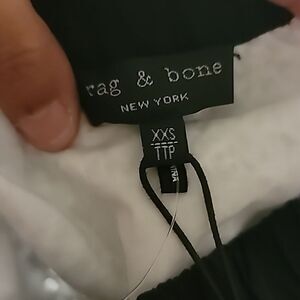 rag & bone
NEW YORK
XXS
TTP